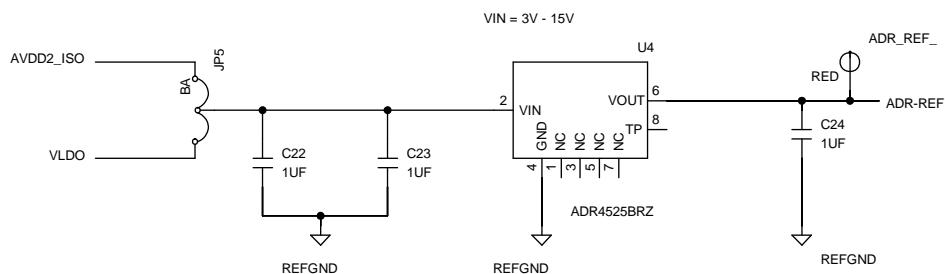 VIN = 3V - 15V
U4
ADR_REF_
AVDD2_ISO
JP5
BA
RED
2
VIN
VOUT
6
ADR-REF
TP
8
GND
NC
NC
NC
NC
4
1
3
5
7
VLDO
C22
1UF
C23
1UF
C24
1UF
ADR4525BRZ
REFGND
REFGND
REFGND